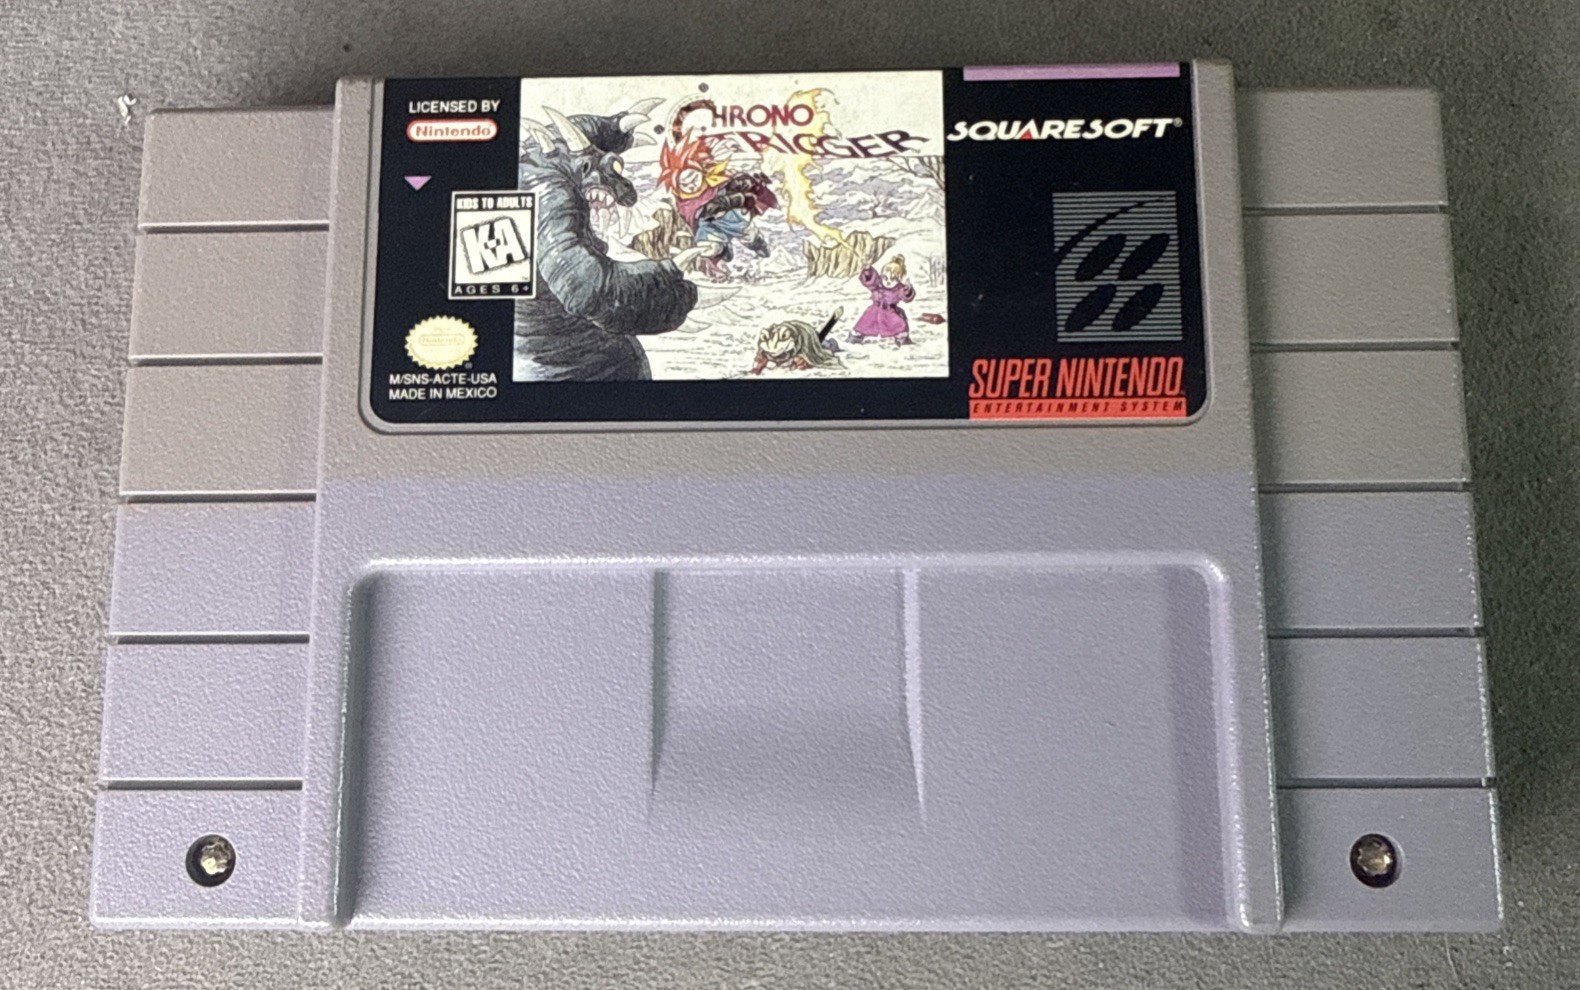 LICENSED BY
Nintendo
CHRONO
TRIGGER
SQUARESOFT®
KIDS TO ADULTS
K-A
AGES 6+
Nintendo
M/SNS-ACTE-USA
MADE IN MEXICO
SUPER NINTENDO
ENTERTAINMENT SYSTEM